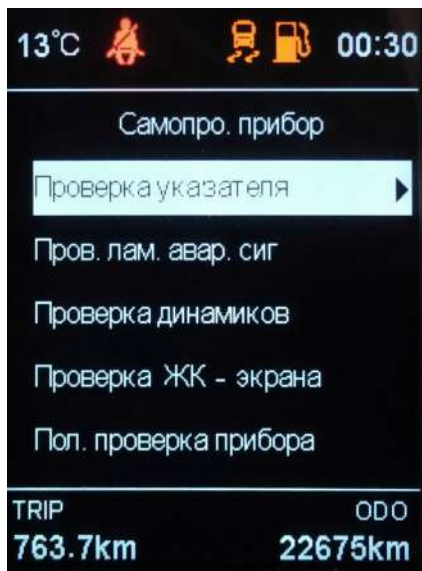 13°C 00:30
Самопро. прибор
Проверка указателя
Пров. лам. авар. сиг
Проверка динамиков
Проверка ЖК - экрана
Пол. проверка прибора
TRIP ODO
763.7km 22675km